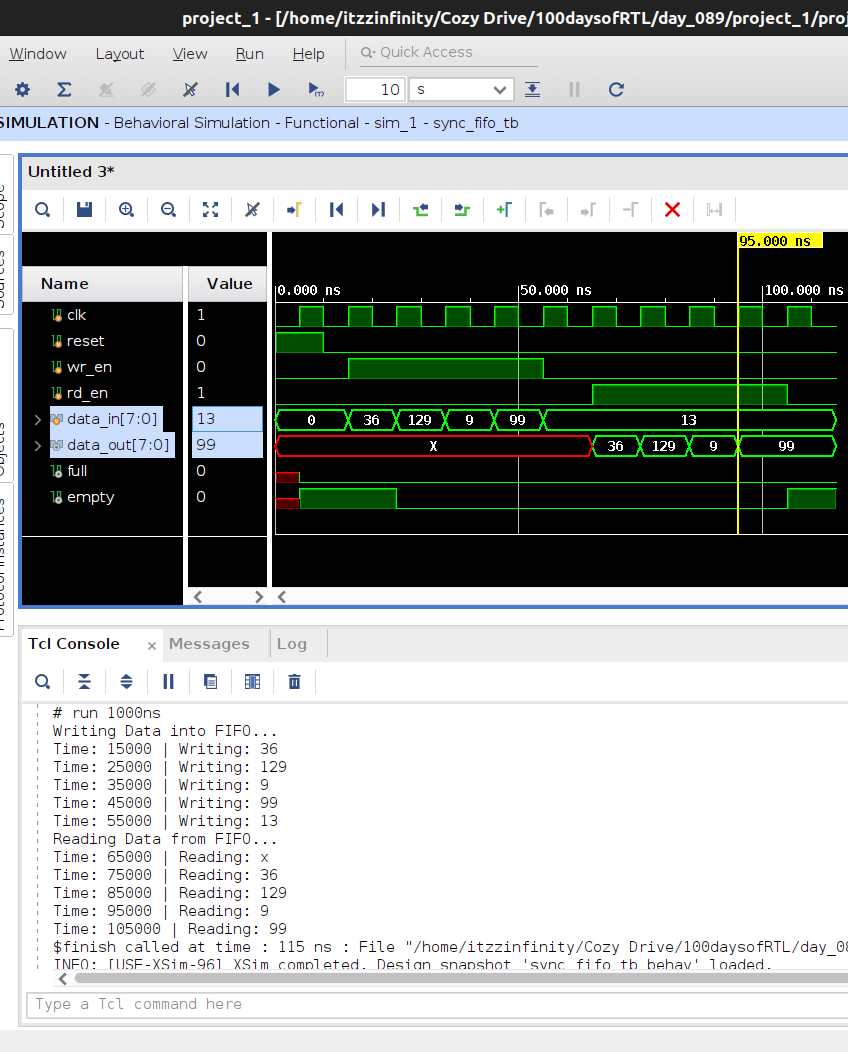 project_1 - [/home/itzzinfinity/Cozy Drive/100daysofRTL/day_089/project_1/proj
Window Layout View Run Help Quick Access
10 s
SIMULATION - Behavioral Simulation - Functional - sim_1 - sync_fifo_tb
Scope
Sources
Objects
Protocol Instances
Untitled 3*
95.000 ns
Name Value 0.000 ns 50.000 ns 100.000 ns
clk 1
reset 0
wr_en 0
rd_en 1
data_in[7:0] 13 0 36 129 9 99 13
data_out[7:0] 99 X 36 129 9 99
full 0
empty 0
Tcl Console Messages Log
# run 1000ns
Writing Data into FIFO...
Time: 15000 | Writing: 36
Time: 25000 | Writing: 129
Time: 35000 | Writing: 9
Time: 45000 | Writing: 99
Time: 55000 | Writing: 13
Reading Data from FIFO...
Time: 65000 | Reading: x
Time: 75000 | Reading: 36
Time: 85000 | Reading: 129
Time: 95000 | Reading: 9
Time: 105000 | Reading: 99
$finish called at time : 115 ns : File "/home/itzzinfinity/Cozy Drive/100daysofRTL/day_08
INFO: [USF-XSim-96] XSim completed. Design snapshot 'sync_fifo_tb_behav' loaded.
Type a Tcl command here